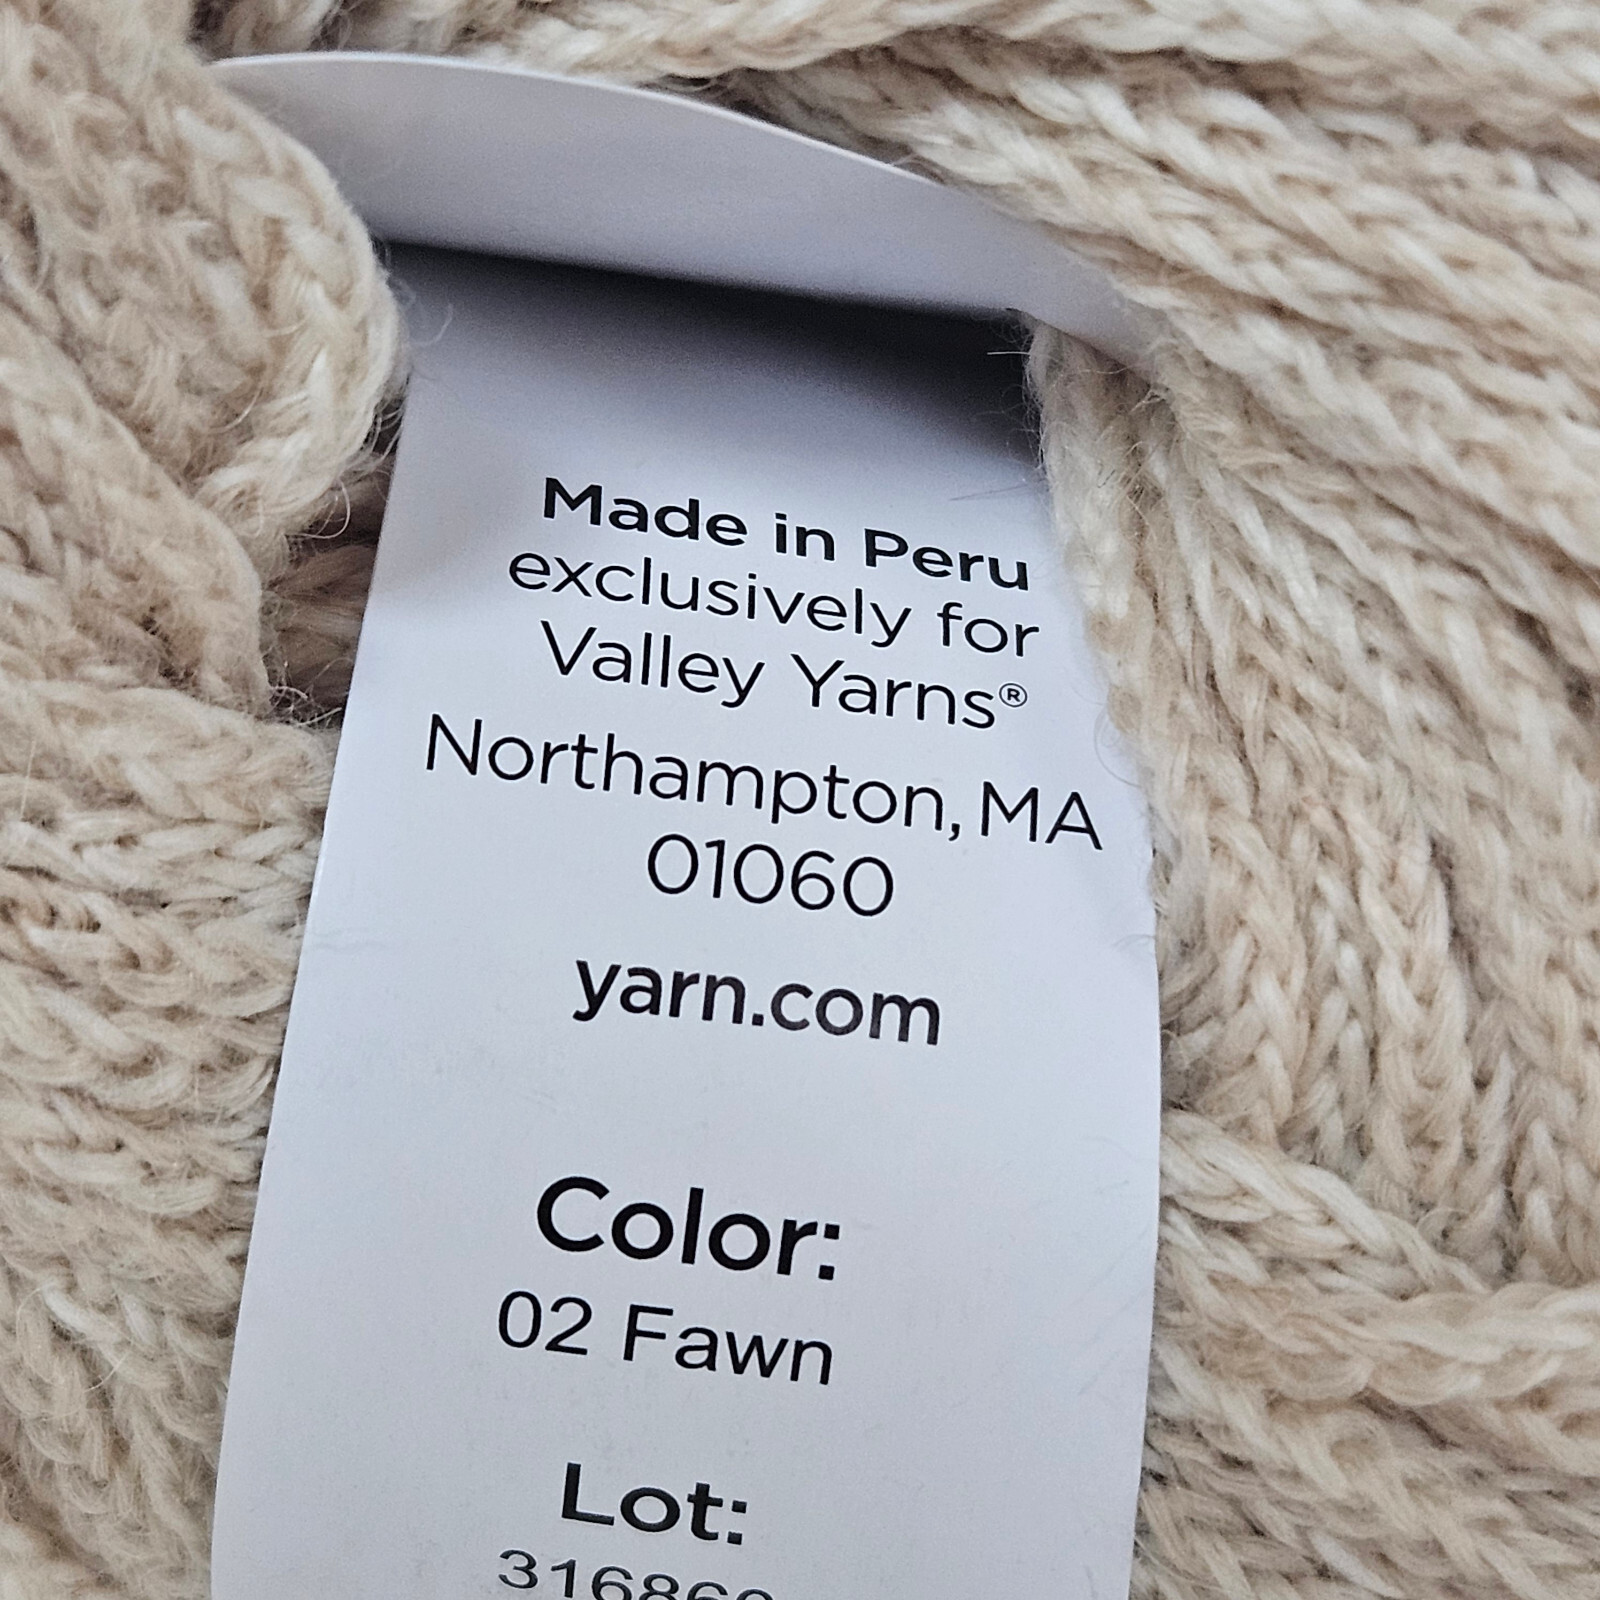 Made in Peru
exclusively for
Valley Yarns®
Northampton, MA
01060
yarn.com
Color:
02 Fawn
Lot: